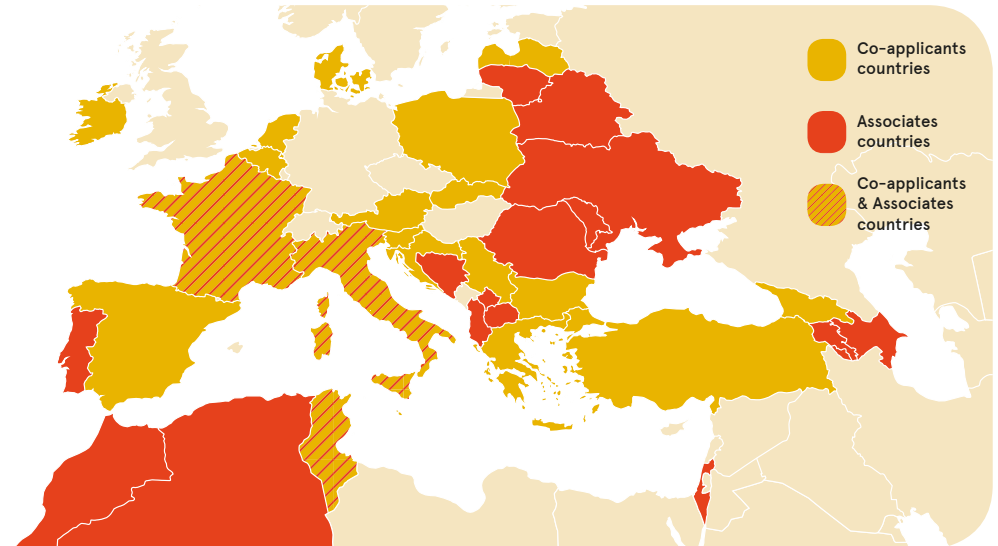 Co-applicants
countries
Associates
countries
Co-applicants
& Associates
countries